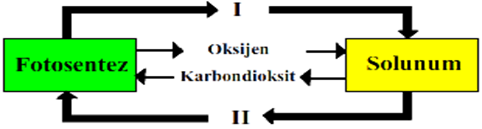 I
Fotosentez
Oksijen
Karbondioksit
Solunum
II